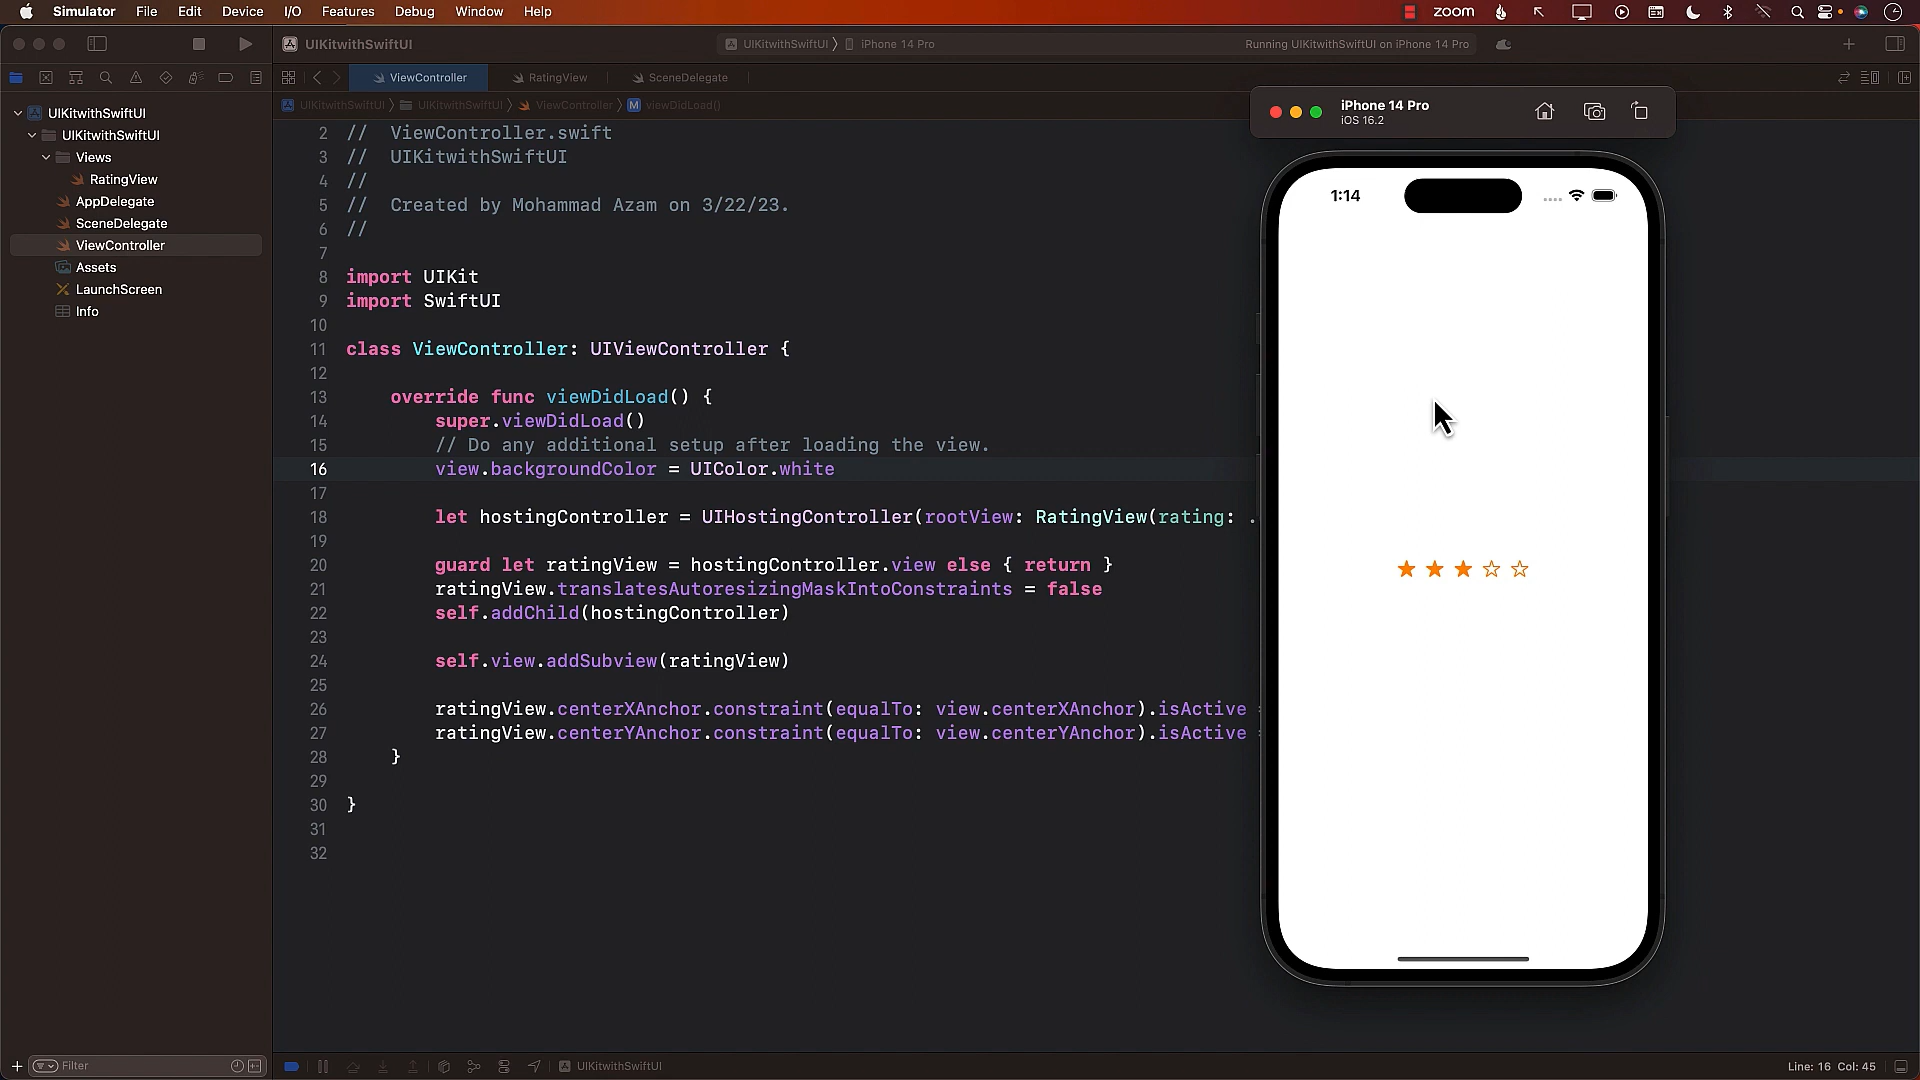 Simulator File Edit Device I/O Features Debug Window Help zoom
UIKitwithSwiftUI UIKitwithSwiftUI iPhone 14 Pro Running UIKitwithSwiftUI on iPhone 14 Pro
ViewController RatingView SceneDelegate
UIKitwithSwiftUI UIKitwithSwiftUI ViewController M viewDidLoad()
UIKitwithSwiftUI
UIKitwithSwiftUI
Views
RatingView
AppDelegate
SceneDelegate
ViewController
Assets
LaunchScreen
Info
2 // ViewController.swift
3 // UIKitwithSwiftUI
4 //
5 // Created by Mohammad Azam on 3/22/23.
6 //
7
8 import UIKit
9 import SwiftUI
10
11 class ViewController: UIViewController {
12
13 override func viewDidLoad() {
14 super.viewDidLoad()
15 // Do any additional setup after loading the view.
16 view.backgroundColor = UIColor.white
17
18 let hostingController = UIHostingController(rootView: RatingView(rating: .
19
20 guard let ratingView = hostingController.view else { return }
21 ratingView.translatesAutoresizingMaskIntoConstraints = false
22 self.addChild(hostingController)
23
24 self.view.addSubview(ratingView)
25
26 ratingView.centerXAnchor.constraint(equalTo: view.centerXAnchor).isActive =
27 ratingView.centerYAnchor.constraint(equalTo: view.centerYAnchor).isActive =
28 }
29
30 }
31
32
iPhone 14 Pro
iOS 16.2
1:14
Filter
UIKitwithSwiftUI
Line: 16 Col: 45